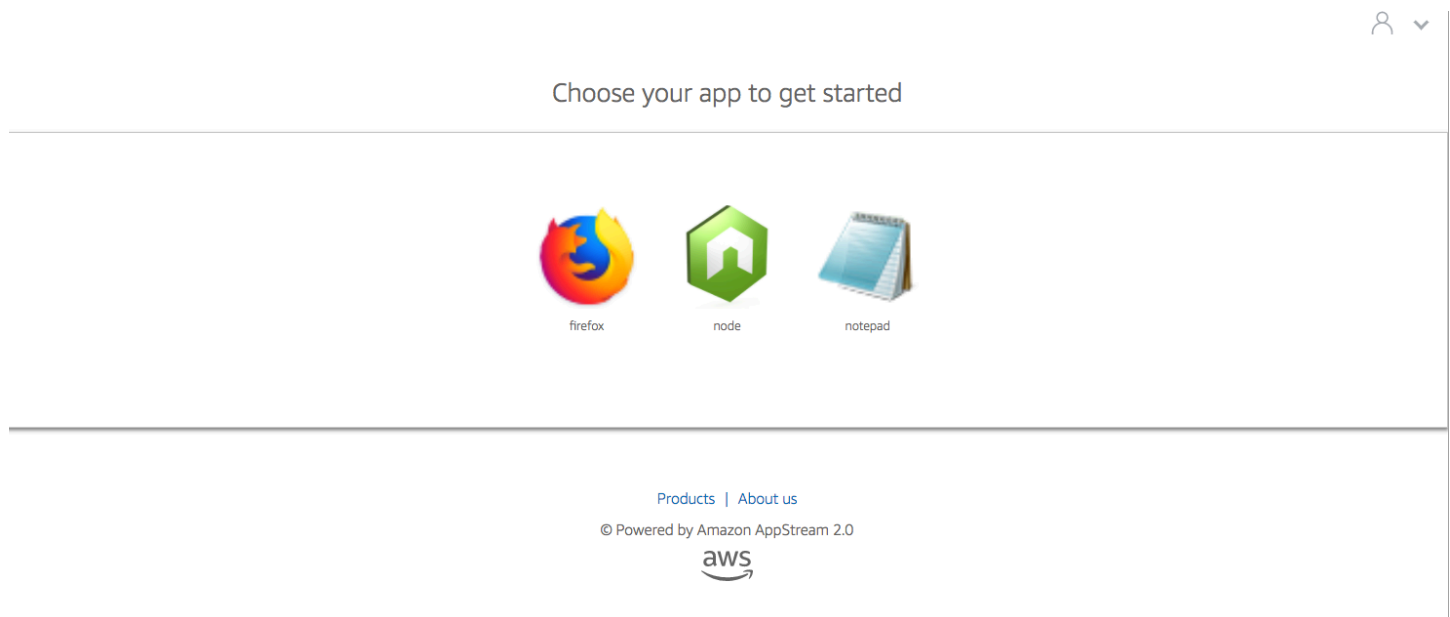 Choose your app to get started
firefox
node
notepad
Products | About us
© Powered by Amazon AppStream 2.0
aws